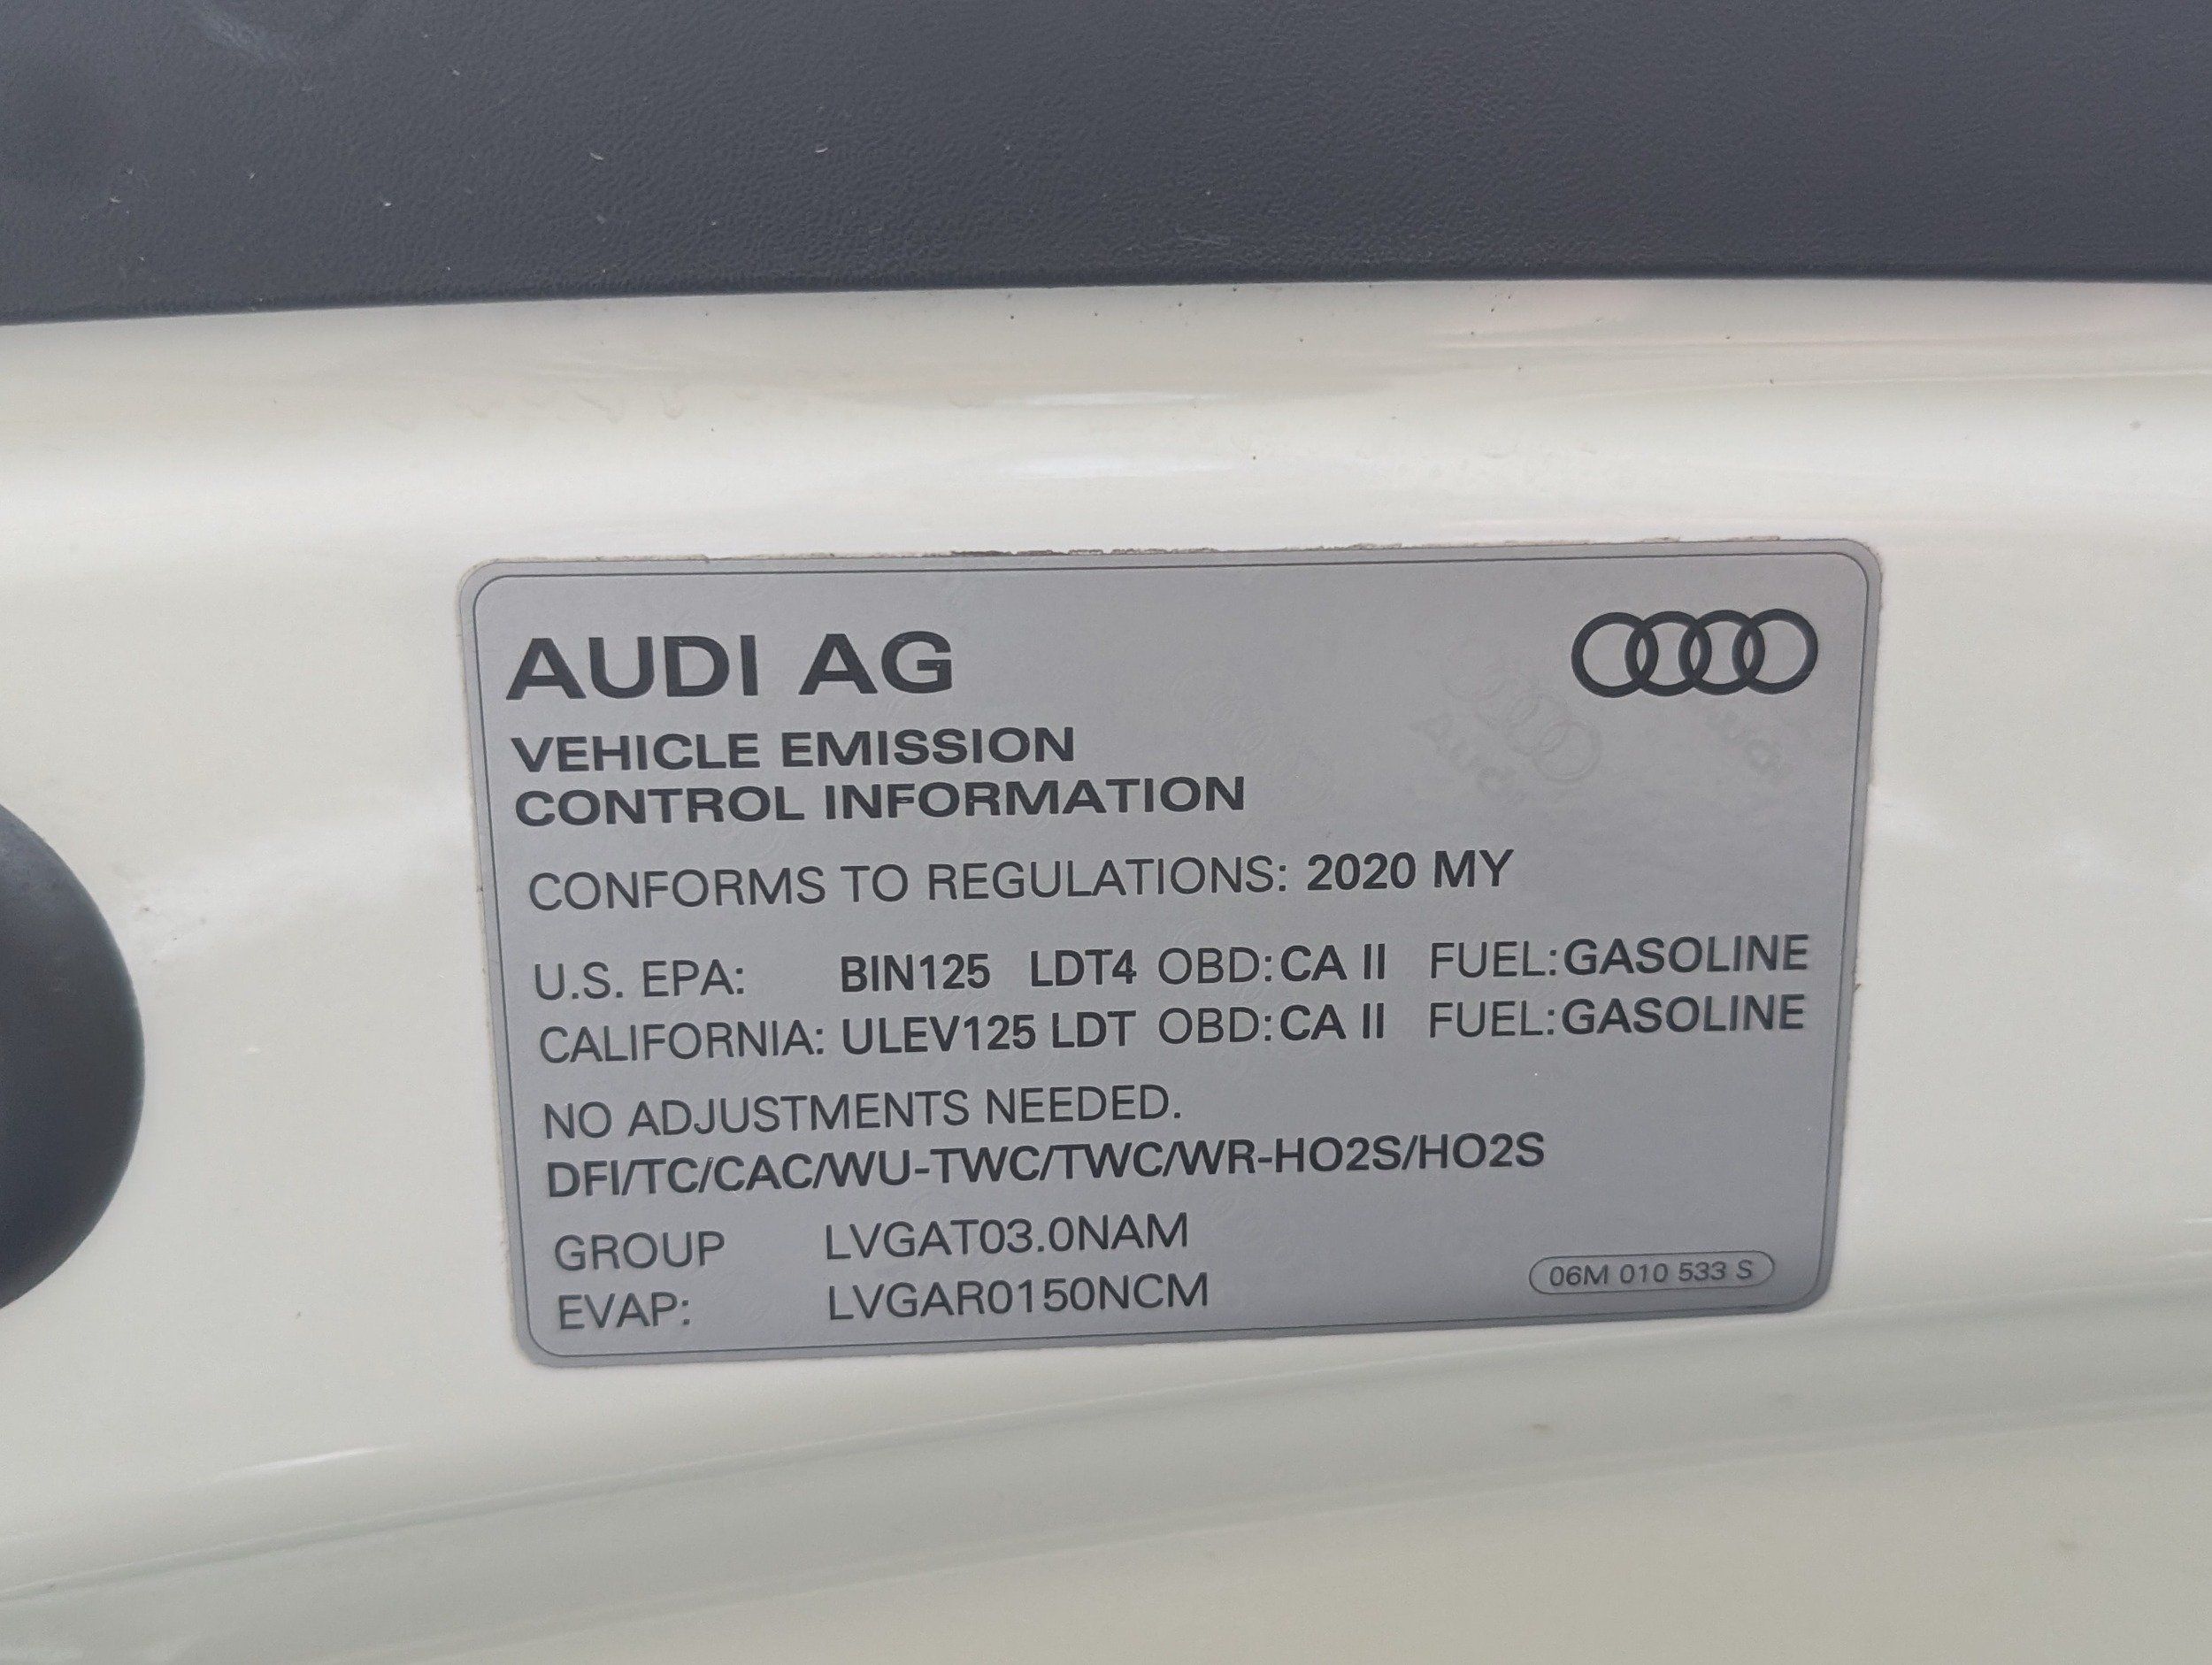 AUDI AG
VEHICLE EMISSION
CONTROL INFORMATION
CONFORMS TO REGULATIONS: 2020 MY
U.S. EPA: BIN125 LDT4 OBD:CA II FUEL:GASOLINE
CALIFORNIA: ULEV125 LDT OBD:CA II FUEL:GASOLINE
NO ADJUSTMENTS NEEDED.
DFI/TC/CAC/WU-TWC/TWC/WR-HO2S/HO2S
GROUP LVGAT03.0NAM
EVAP: LVGAR0150NCM
06M 010 533 S